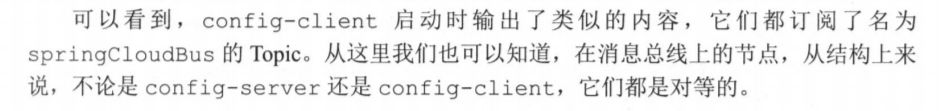 可以看到，config-client 启动时输出了类似的内容，它们都订阅了名为
springCloudBus 的 Topic。从这里我们也可以知道，在消息总线上的节点，从结构上来
说，不论是 config-server 还是 config-client，它们都是对等的。